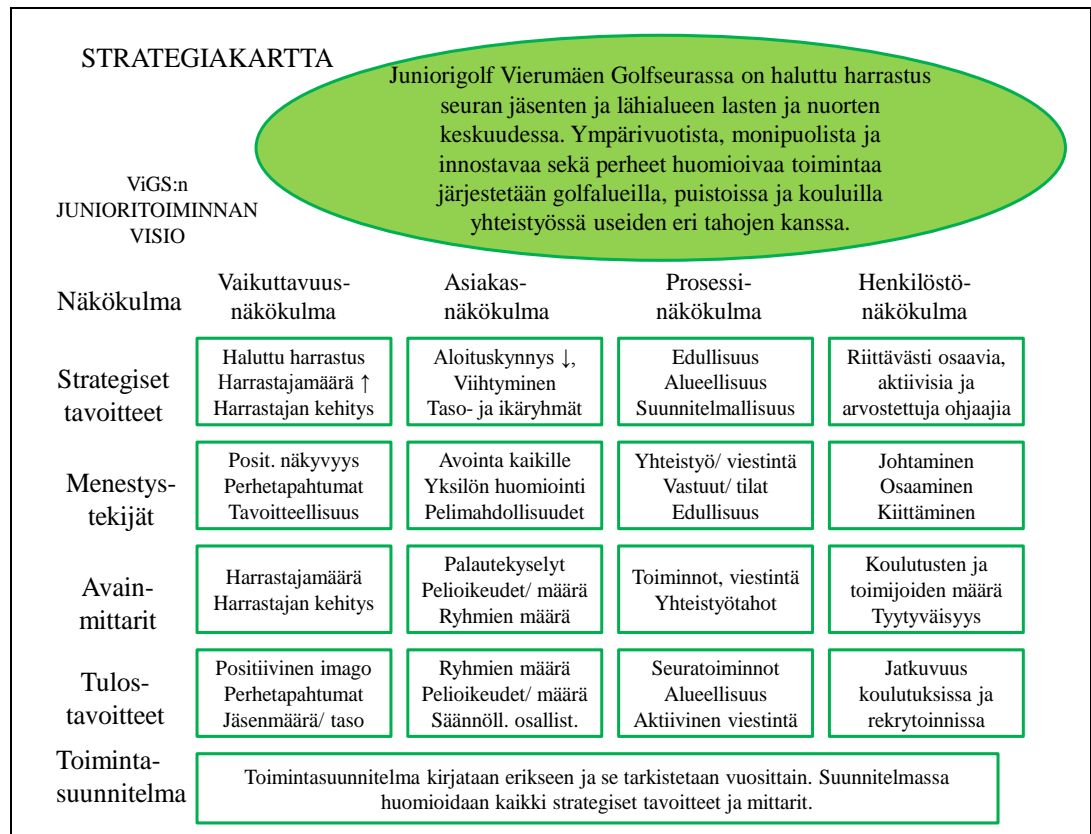 STRATEGIAKARTTA
Juniorigolf Vierumäen Golfseurassa on haluttu harrastus
seuran jäsenten ja lähialueen lasten ja nuorten
keskuudessa. Ympärivuotista, monipuolista ja
innostavaa sekä perheet huomioivaa toimintaa
järjestetään golfalueilla, puistoissa ja kouluilla
yhteistyössä useiden eri tahojen kanssa.
ViGS:n
JUNIORITOIMINNAN
VISIO
Näkökulma
Vaikuttavuus-
näkökulma
Asiakas-
näkökulma
Prosessi-
näkökulma
Henkilöstö-
näkökulma
Strategiset
tavoitteet
Haluttu harrastus
Harrastajamäärä ↑
Harrastajan kehitys
Aloituskynnys ↓,
Viihtyminen
Taso- ja ikäryhmät
Edullisuus
Alueellisuus
Suunnitelmallisuus
Riittävästi osaavia,
aktiivisia ja
arvostettuja ohjaajia
Menestys-
tekijät
Posit. näkyvyys
Perhetapahtumat
Tavoitteellisuus
Avointa kaikille
Yksilön huomiointi
Pelimahdollisuudet
Yhteistyö/ viestintä
Vastuut/ tilat
Edullisuus
Johtaminen
Osaaminen
Kiittäminen
Avain-
mittarit
Harrastajamäärä
Harrastajan kehitys
Palautekyselyt
Pelioikeudet/ määrä
Ryhmien määrä
Toiminnot, viestintä
Yhteistyötahot
Koulutusten ja
toimijoiden määrä
Tyytyväisyys
Tulos-
tavoitteet
Positiivinen imago
Perhetapahtumat
Jäsenmäärä/ taso
Ryhmien määrä
Pelioikeudet/ määrä
Säännöll. osallist.
Seuratoiminnot
Alueellisuus
Aktiivinen viestintä
Jatkuvuus
koulutuksissa ja
rekrytoinnissa
Toiminta-
suunnitelma
Toimintasuunnitelma kirjataan erikseen ja se tarkistetaan vuosittain. Suunnitelmassa
huomioidaan kaikki strategiset tavoitteet ja mittarit.